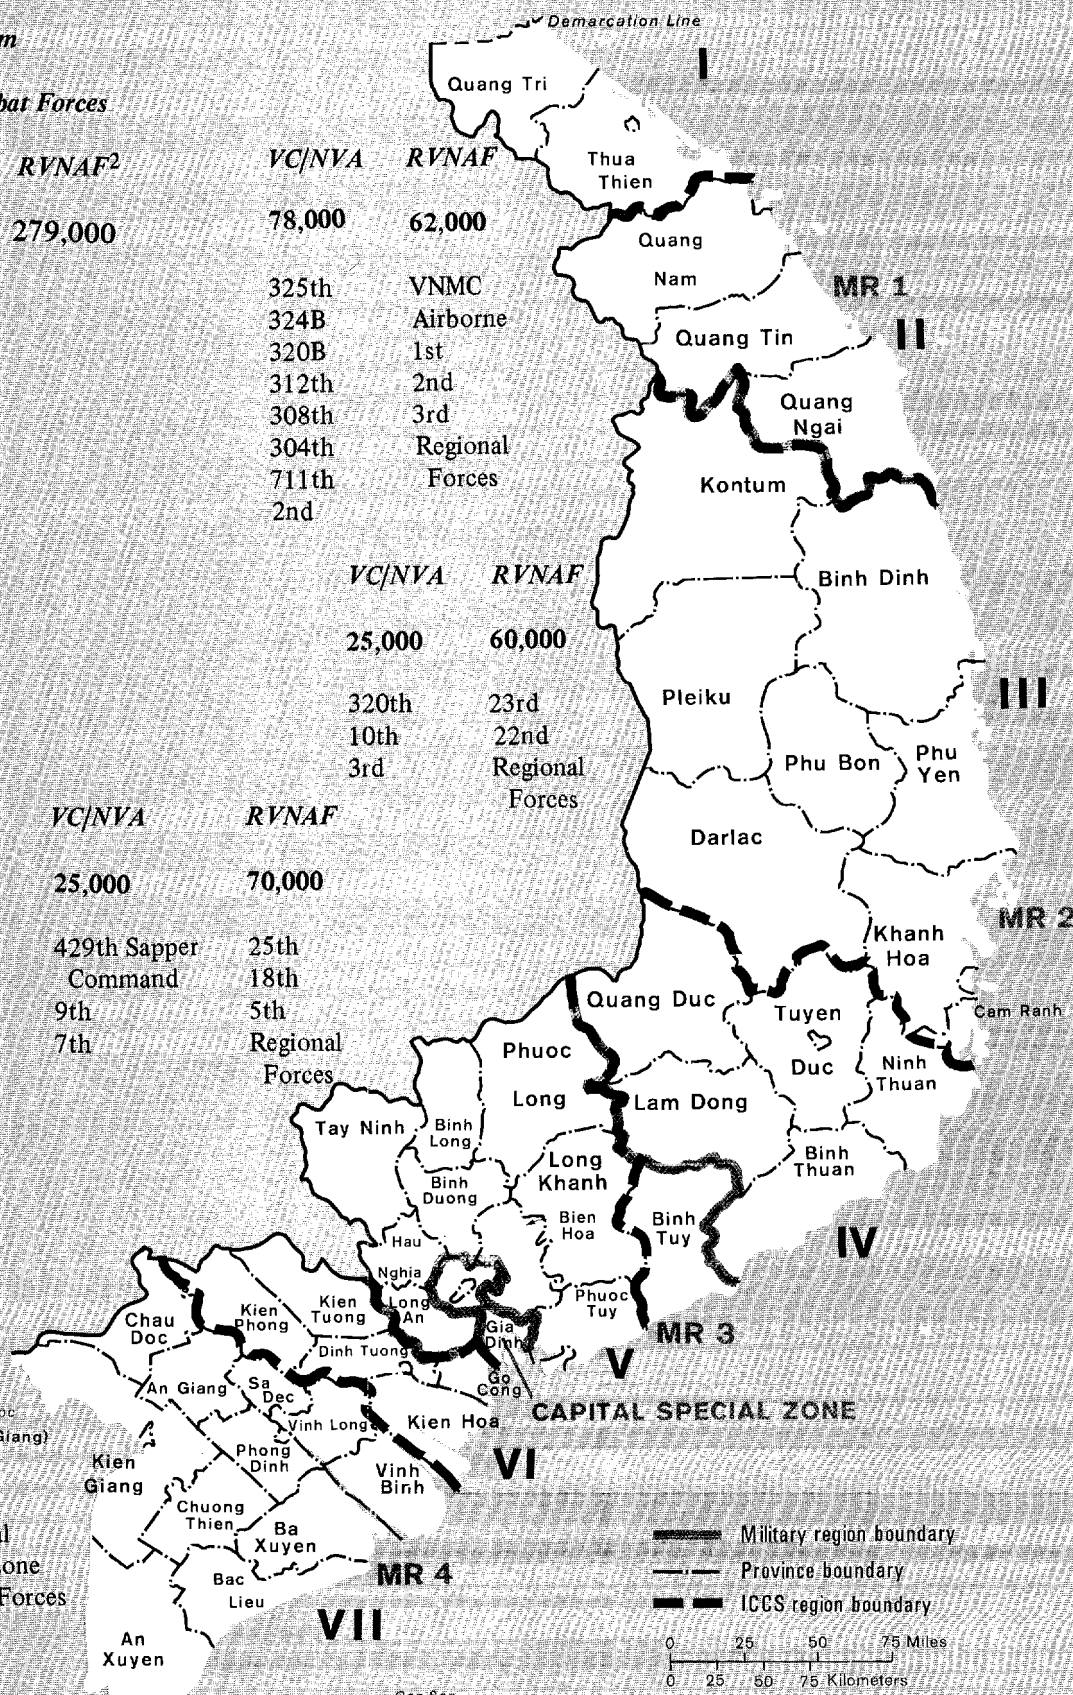 Demarcation Line
m
I
Quang Tri
bat Forces
RVNAF²
VC/NVA RVNAF
Thua
Thien
279,000
78,000 62,000
Quang
Nam
325th VNMC
MR 1
324B Airborne
II
320B 1st
Quang Tin
312th 2nd
308th 3rd
Quang
Ngai
304th Regional
711th Forces
2nd
Kontum
VC/NVA RVNAF
Binh Dinh
25,000 60,000
320th 23rd
Pleiku
III
10th 22nd
3rd Regional
Forces
Phu Bon
Phu
Yen
VC/NVA RVNAF
Darlac
25,000 70,000
MR 2
429th Sapper 25th
Command 18th
9th 5th
7th Regional
Forces
Khanh
Hoa
Quang Duc
Tuyen
Duc
Cam Ranh
Phuoc
Long
Ninh
Thuan
Lam Dong
Tay Ninh
Binh
Long
Binh
Thuan
Long
Khanh
Binh
Duong
Bien
Hoa
Binh
Tuy
IV
Hau
Nghia
Phuoc
Tuy
Chau
Doc
Kien
Phong
Kien
Tuong
Long
An
Gia
Dinh
MR 3
Dinh Tuong
V
An Giang
Sa
Dec
Go
Cong
CAPITAL SPECIAL ZONE
Vinh Long
Kien Hoa
Giang)
Kien
Giang
Phong
Dinh
Vinh
Binh
VI
Chuong
Thien
Ba
Xuyen
Military region boundary
one
Forces
Bac
Lieu
MR 4
Province boundary
VII
ICCS region boundary
An
Xuyen
0 25 50 75 Miles
0 25 50 75 Kilometers